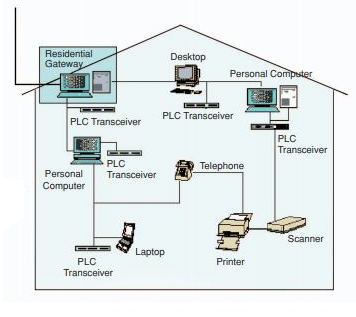 Residential
Gateway
Desktop
Personal Computer
PLC Transceiver
PLC Transceiver
PLC
Transceiver
PLC
Transceiver
Personal
Computer
Telephone
Laptop
PLC
Transceiver
Printer
Scanner